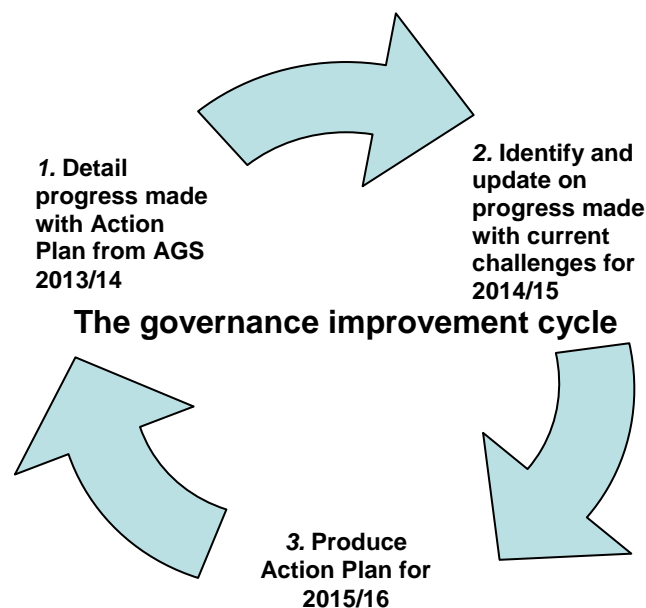 1. Detail
progress made
with Action
Plan from AGS
2013/14
2. Identify and
update on
progress made
with current
challenges for
2014/15
The governance improvement cycle
3. Produce
Action Plan for
2015/16